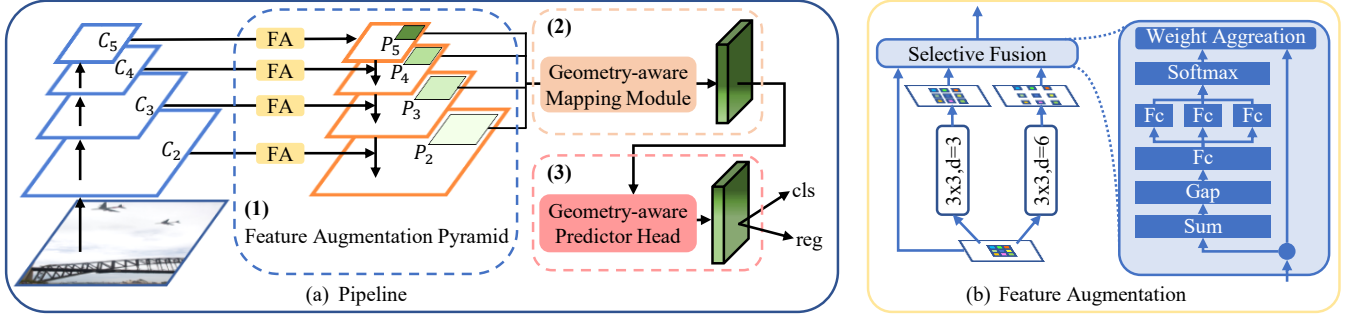 C5
FA
P5
C4
FA
P4
C3
FA
P3
C2
FA
P2
(1)
Feature Augmentation Pyramid
(2)
Geometry-aware
Mapping Module
(3)
Geometry-aware
Predictor Head
cls
reg
(a) Pipeline
Selective Fusion
3x3,d=3
3x3,d=6
Weight Aggreation
Softmax
Fc
Fc
Fc
Fc
Gap
Sum
(b) Feature Augmentation